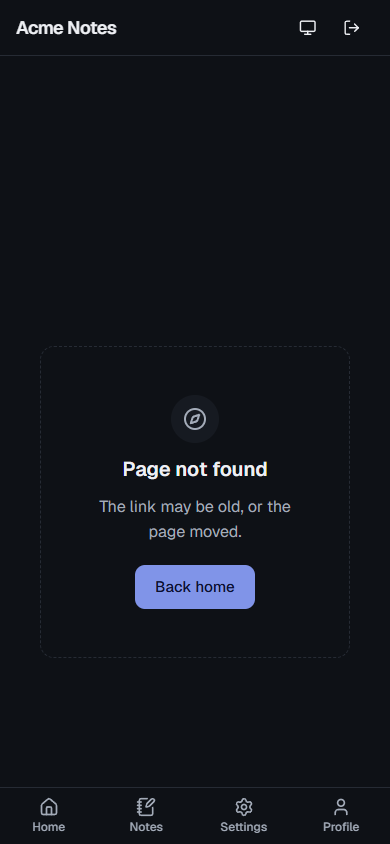 Acme Notes
Page not found
The link may be old, or the
page moved.
Back home
Home
Notes
Settings
Profile